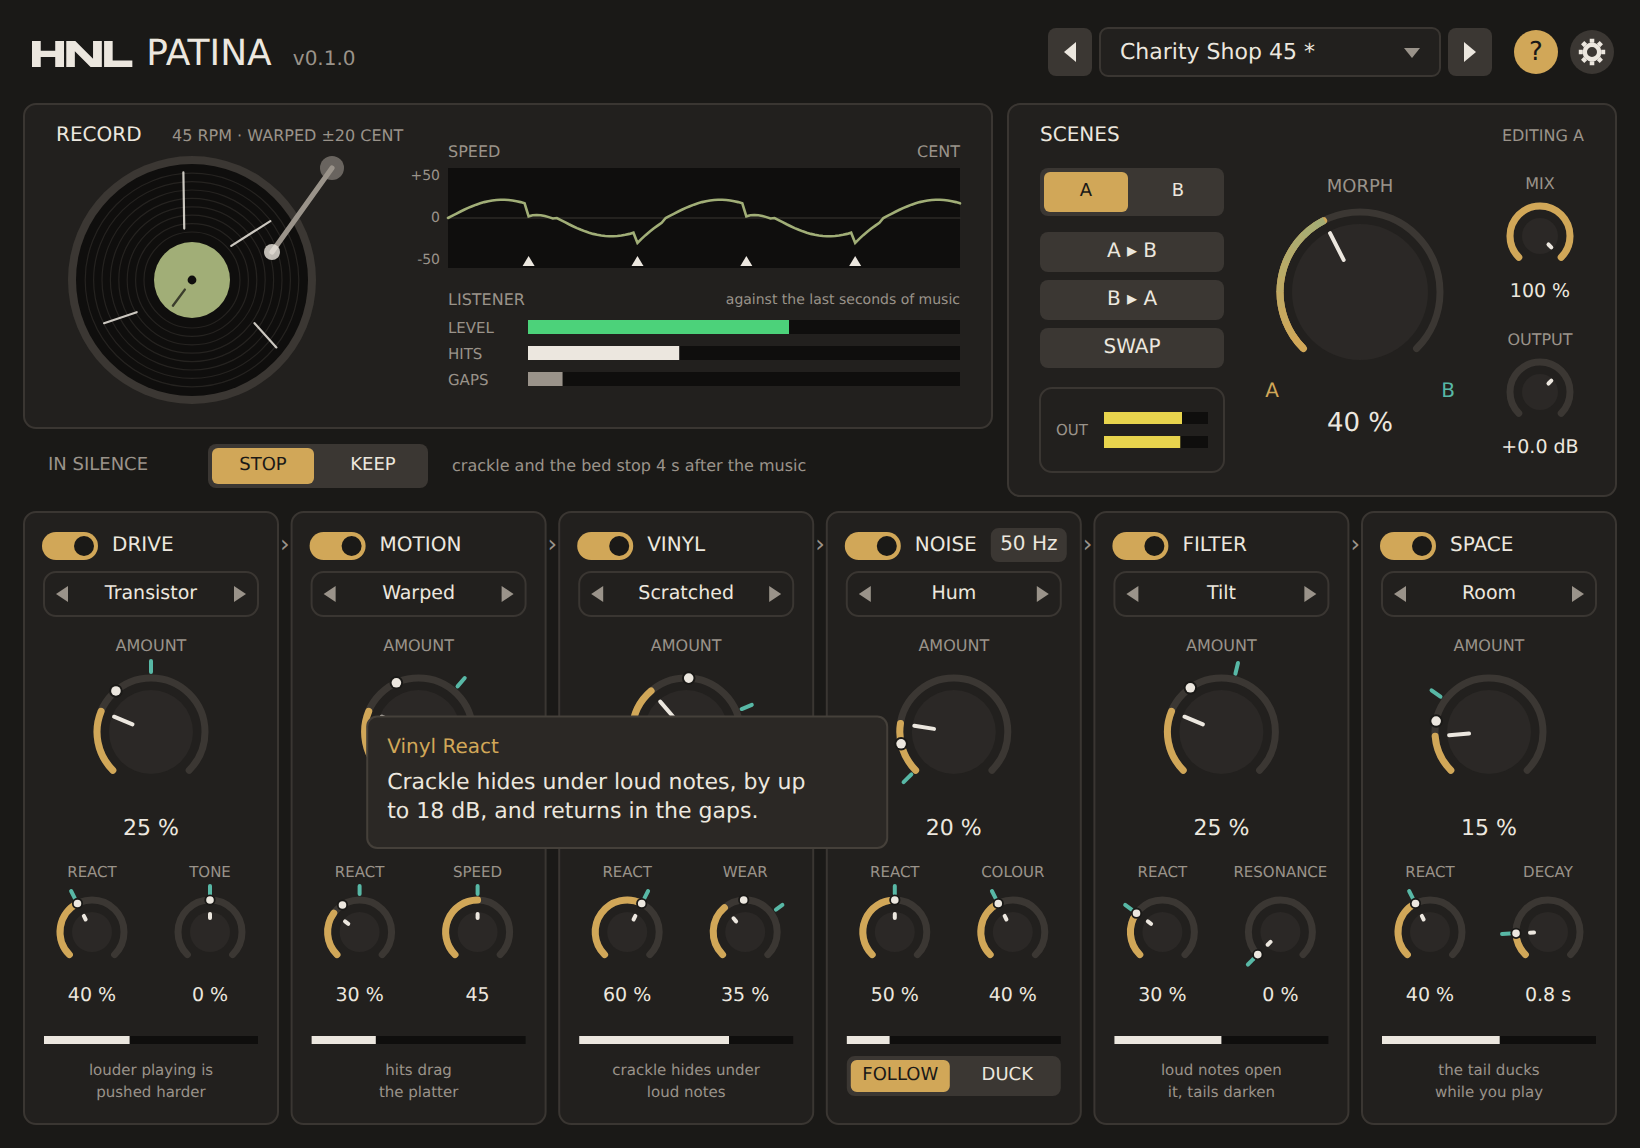 HNL PATINA v0.1.0
Charity Shop 45 *
?
RECORD 45 RPM · WARPED ±20 CENT
SPEED CENT
+50
0
-50
LISTENER against the last seconds of music
LEVEL
HITS
GAPS
IN SILENCE STOP KEEP crackle and the bed stop 4 s after the music
SCENES EDITING A
A B
A ▸ B
B ▸ A
SWAP
OUT
MORPH
A B
40 %
MIX
100 %
OUTPUT
+0.0 dB
DRIVE
Transistor
AMOUNT
25 %
REACT TONE
40 % 0 %
louder playing is
pushed harder
MOTION
Warped
AMOUNT
REACT SPEED
30 % 45
hits drag
the platter
VINYL
Scratched
AMOUNT
Vinyl React
Crackle hides under loud notes, by up
to 18 dB, and returns in the gaps.
REACT WEAR
60 % 35 %
crackle hides under
loud notes
NOISE 50 Hz
Hum
AMOUNT
20 %
REACT COLOUR
50 % 40 %
FOLLOW DUCK
FILTER
Tilt
AMOUNT
25 %
REACT RESONANCE
30 % 0 %
loud notes open
it, tails darken
SPACE
Room
AMOUNT
15 %
REACT DECAY
40 % 0.8 s
the tail ducks
while you play